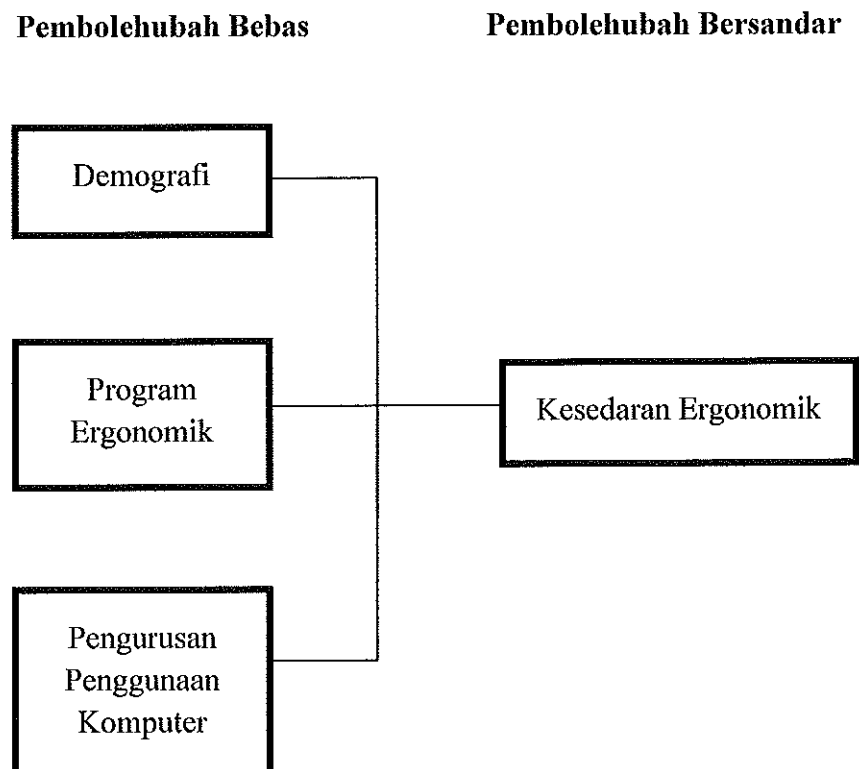 Pembolehubah Bebas
Pembolehubah Bersandar
Demografi
Program
Ergonomik
Kesedaran Ergonomik
Pengurusan
Penggunaan
Komputer